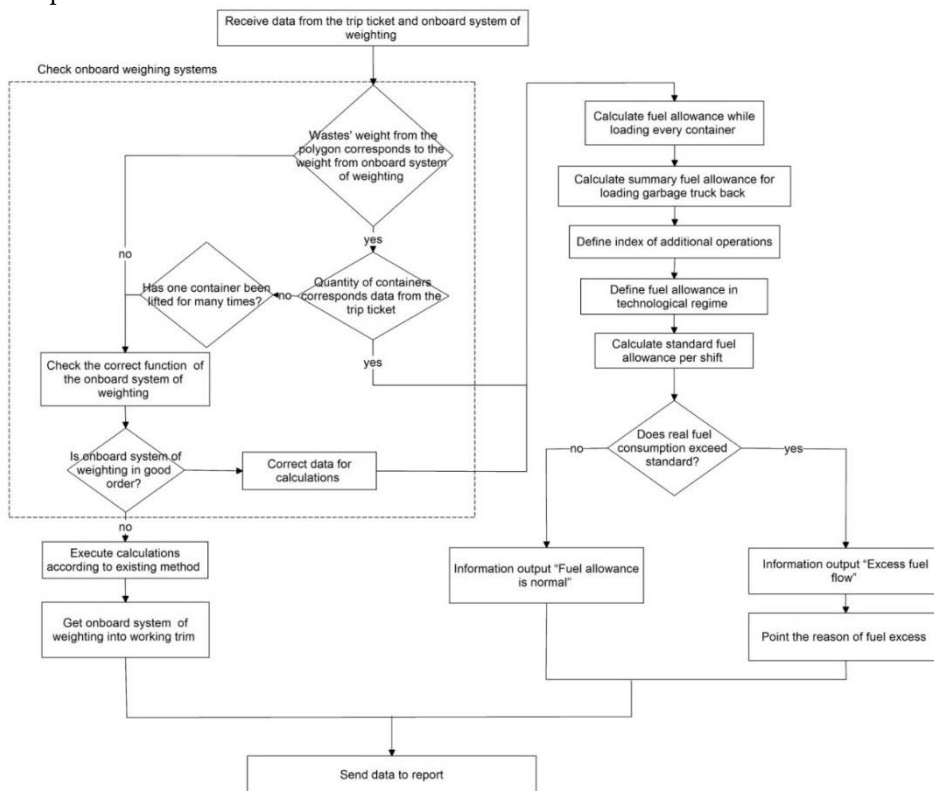 Receive data from the trip ticket and onboard system of
weighting
Check onboard weighing systems
Wastes' weight from the
polygon corresponds to the
weight from onboard system
of weighting
yes
no
Has one container been
lifted for many times?
no
Quantity of containers
corresponds data from the
trip ticket
yes
Check the correct function of
the onboard system of
weighting
Is onboard system of
weighting in good
order?
Correct data for
calculations
no
Execute calculations
according to existing method
Get onboard system of
weighting into working trim
Calculate fuel allowance while
loading every container
Calculate summary fuel allowance for
loading garbage truck back
Define index of additional operations
Define fuel allowance in
technological regime
Calculate standard fuel
allowance per shift
Does real fuel
consumption exceed
standard?
no
yes
Information output “Fuel allowance
is normal”
Information output “Excess fuel
flow”
Point the reason of fuel excess
Send data to report